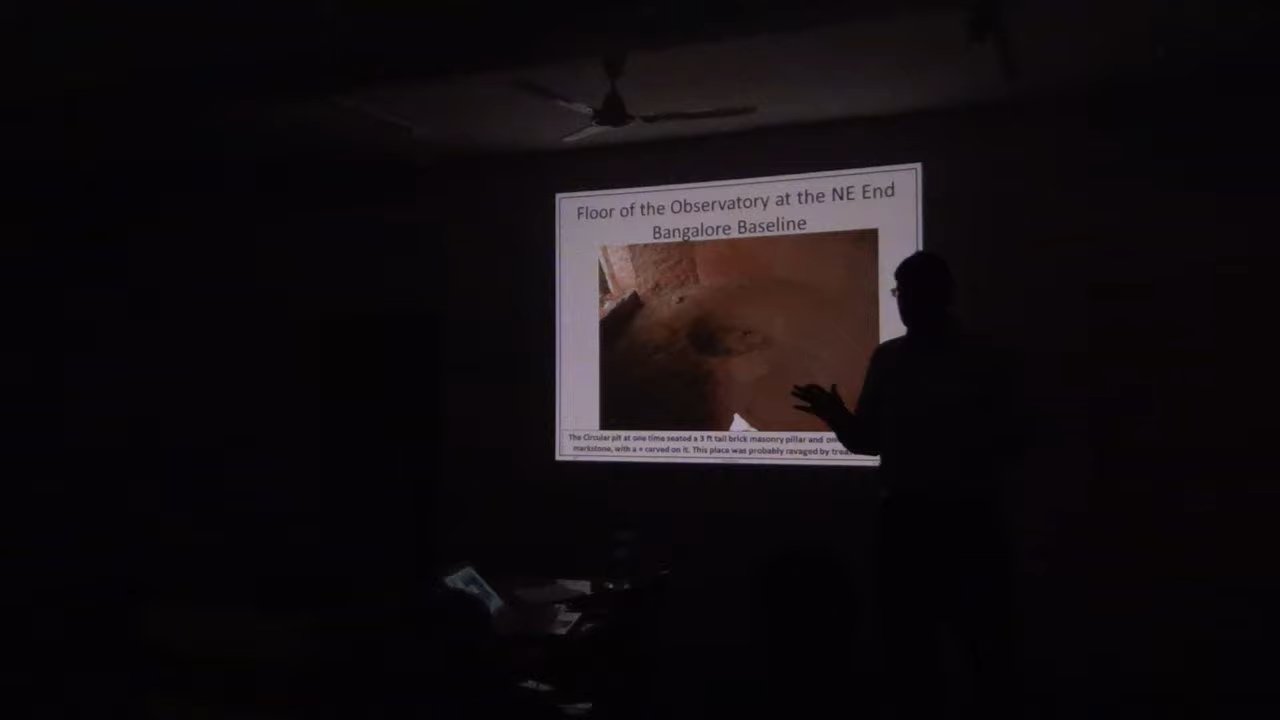 Floor of the Observatory at the NE End
Bangalore Baseline
The Circular pit at one time seated a 3 ft tall brick masonry pillar and
markstone, with a + carved on it. This place was probably ravaged by